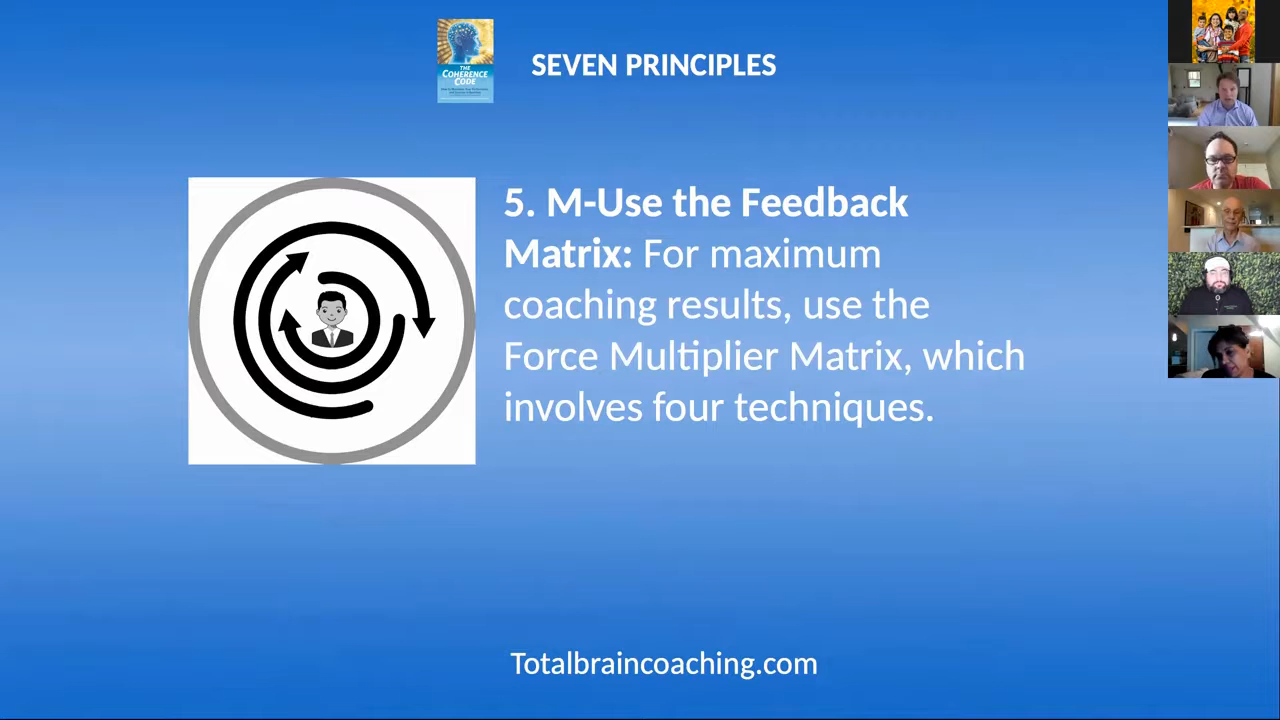 THE
COHERENCE
CODE
SEVEN PRINCIPLES
5. M-Use the Feedback
Matrix: For maximum
coaching results, use the
Force Multiplier Matrix, which
involves four techniques.
Totalbraincoaching.com